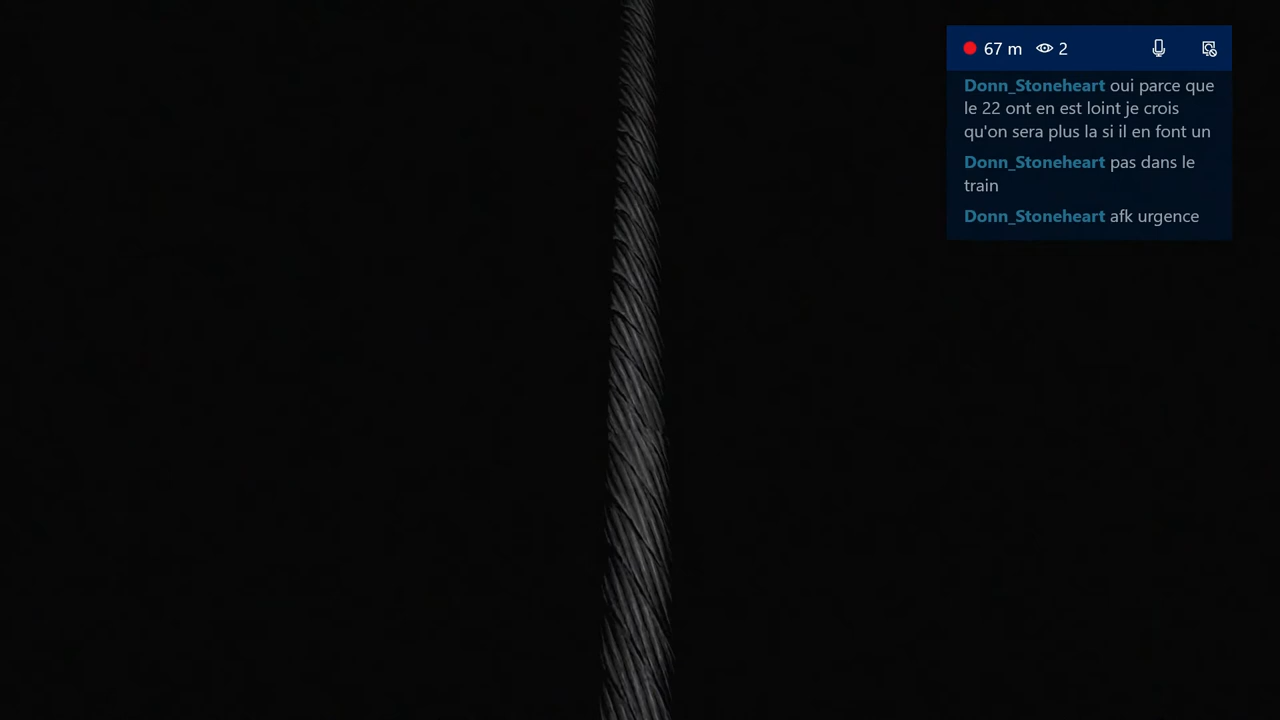 67 m 2
Donn_Stoneheart oui parce que
le 22 ont en est loint je crois
qu'on sera plus la si il en font un
Donn_Stoneheart pas dans le
train
Donn_Stoneheart afk urgence